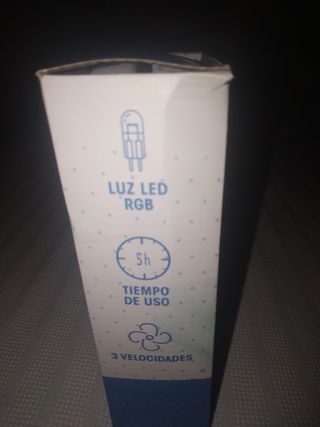 LUZ LED
RGB
5h
TIEMPO
DE USO
3 VELOCIDADES